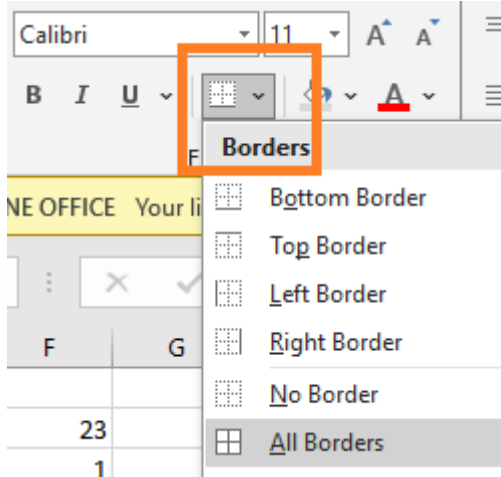 Calibri 11 A A
B I U A
F
Borders
NE OFFICE Your li
Bottom Border
Top Border
Left Border
Right Border
No Border
All Borders
F G
23
1